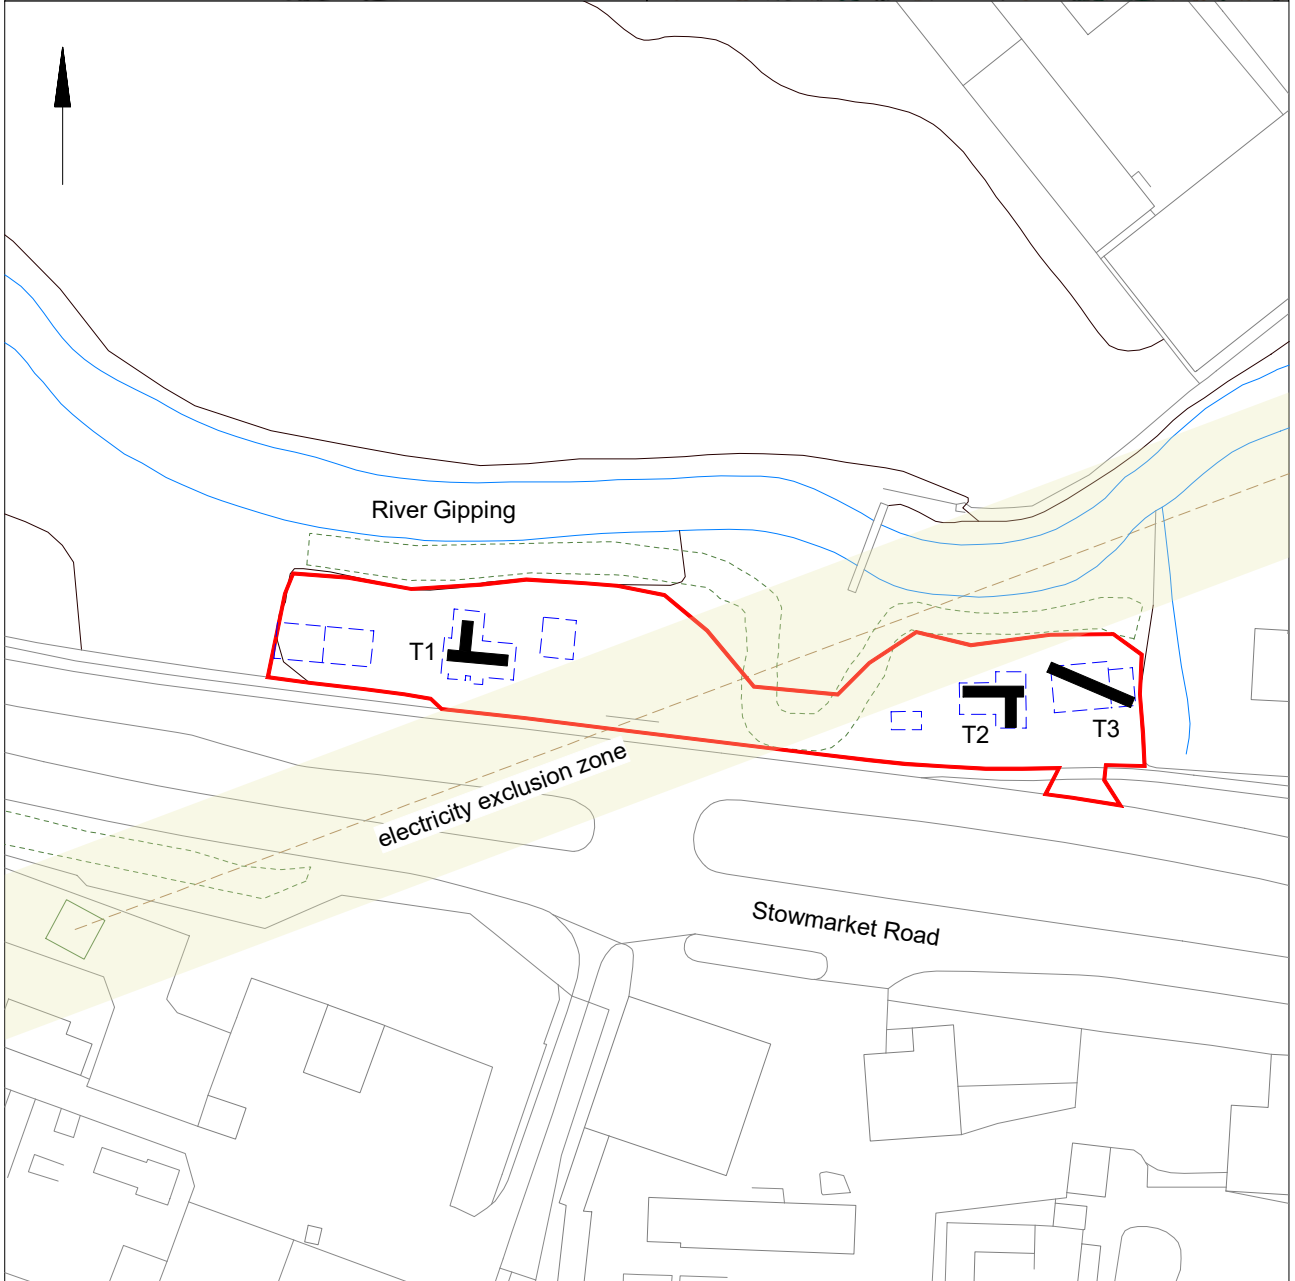 River Gipping
T1
T2
T3
electricity exclusion zone
Stowmarket Road